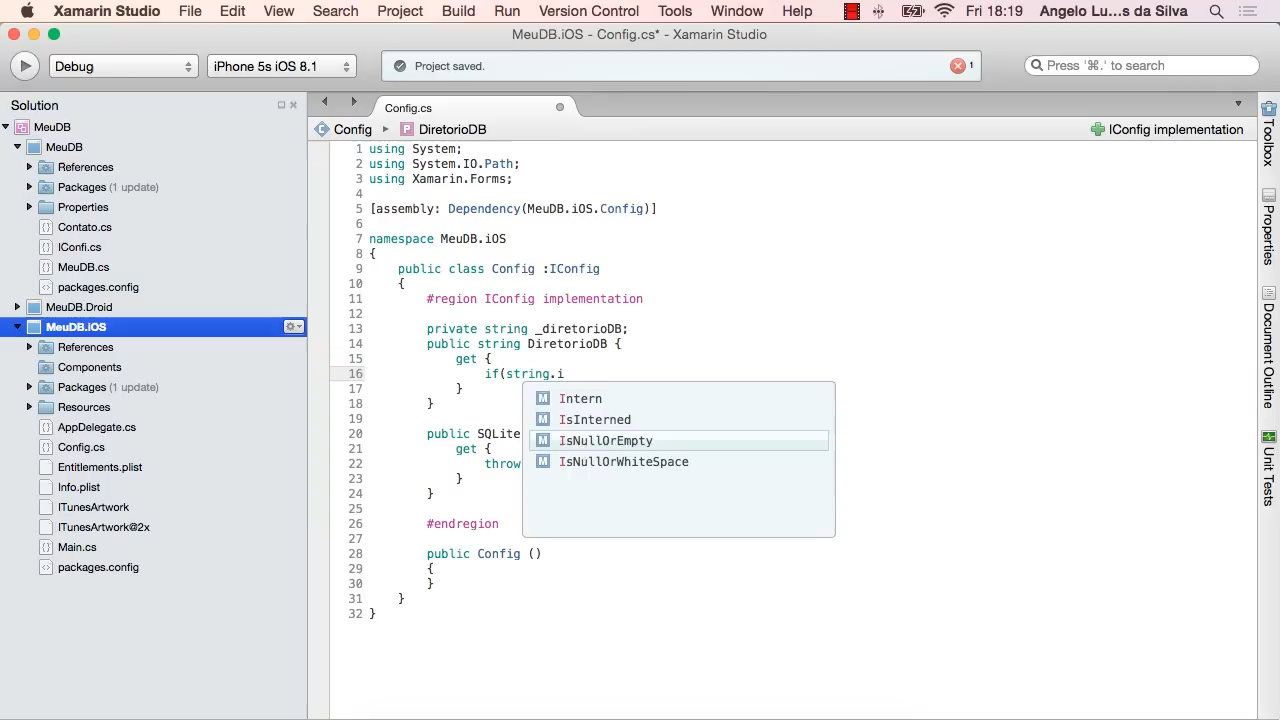 Xamarin Studio File Edit View Search Project Build Run Version Control Tools Window Help Fri 18:19 Angelo Lu...s da Silva
MeuDB.iOS - Config.cs* - Xamarin Studio
Debug iPhone 5s iOS 8.1 Project saved. 1 Press '⌘.' to search
Solution
MeuDB
MeuDB
References
Packages (1 update)
Properties
Contato.cs
IConfi.cs
MeuDB.cs
packages.config
MeuDB.Droid
MeuDB.iOS
References
Components
Packages (1 update)
Resources
AppDelegate.cs
Config.cs
Entitlements.plist
Info.plist
ITunesArtwork
ITunesArtwork@2x
Main.cs
packages.config
Config.cs
Config DiretorioDB IConfig implementation
1 using System;
2 using System.IO.Path;
3 using Xamarin.Forms;
4
5 [assembly: Dependency(MeuDB.iOS.Config)]
6
7 namespace MeuDB.iOS
8 {
9 public class Config :IConfig
10 {
11 #region IConfig implementation
12
13 private string _diretorioDB;
14 public string DiretorioDB {
15 get {
16 if(string.i
17 }
18 }
19
20 public SQLite
21 get {
22 throw
23 }
24 }
25
26 #endregion
27
28 public Config ()
29 {
30 }
31 }
32 }
Intern
IsInterned
IsNullOrEmpty
IsNullOrWhiteSpace
Toolbox
Properties
Document Outline
Unit Tests